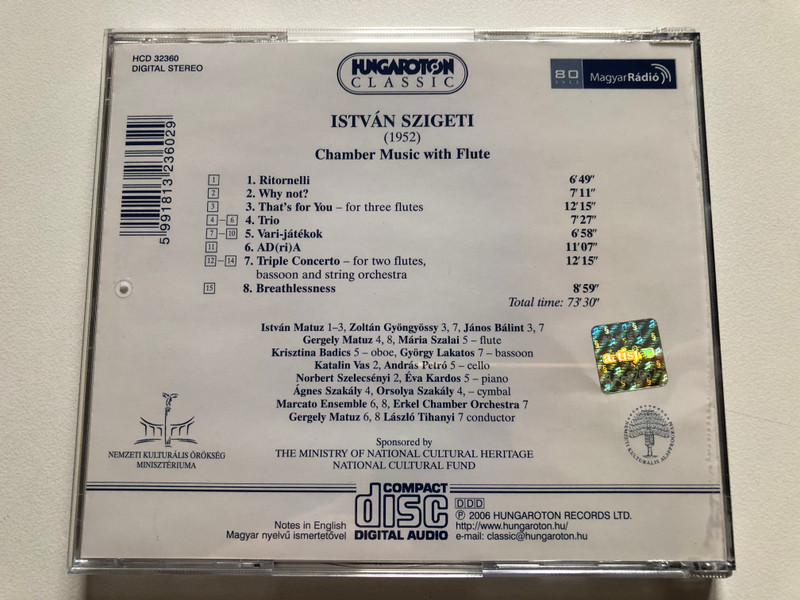 HCD 32360
DIGITAL STEREO
HUNGAROTON
CLASSIC
80
MagyarRádió
5991813236029
ISTVÁN SZIGETI
(1952)
Chamber Music with Flute
1 1. Ritornelli 6'49"
2 2. Why not? 7'11"
3 3. That's for You – for three flutes 12'15"
4–6 4. Trio 7'27"
7–10 5. Vari-játékok 6'58"
11 6. AD(ri)A 11'07"
12–14 7. Triple Concerto – for two flutes, 12'15"
bassoon and string orchestra
15 8. Breathlessness 8'59"
Total time: 73'30"
István Matuz 1–3, Zoltán Gyöngyössy 3, 7, János Bálint 3, 7
Gergely Matuz 4, 8, Mária Szalai 5 – flute
Krisztina Badics 5 – oboe, György Lakatos 7 – bassoon
Katalin Vas 2, András Petró 5 – cello
Norbert Szelecsényi 2, Éva Kardos 5 – piano
Ágnes Szakály 4, Orsolya Szakály 4, – cymbal
Marcato Ensemble 6, 8, Erkel Chamber Orchestra 7
Gergely Matuz 6, 8 László Tihanyi 7 conductor
artisjus
NEMZETI KULTURÁLIS ÖRÖKSÉG
MINISZTÉRIUMA
Sponsored by
THE MINISTRY OF NATIONAL CULTURAL HERITAGE
NATIONAL CULTURAL FUND
NEMZETI KULTURÁLIS ALAPPROGRAM
Notes in English
Magyar nyelvű ismertetővel
COMPACT
disc
DIGITAL AUDIO
DDD
℗ 2006 HUNGAROTON RECORDS LTD.
http://www.hungaroton.hu/
e-mail: classic@hungaroton.hu